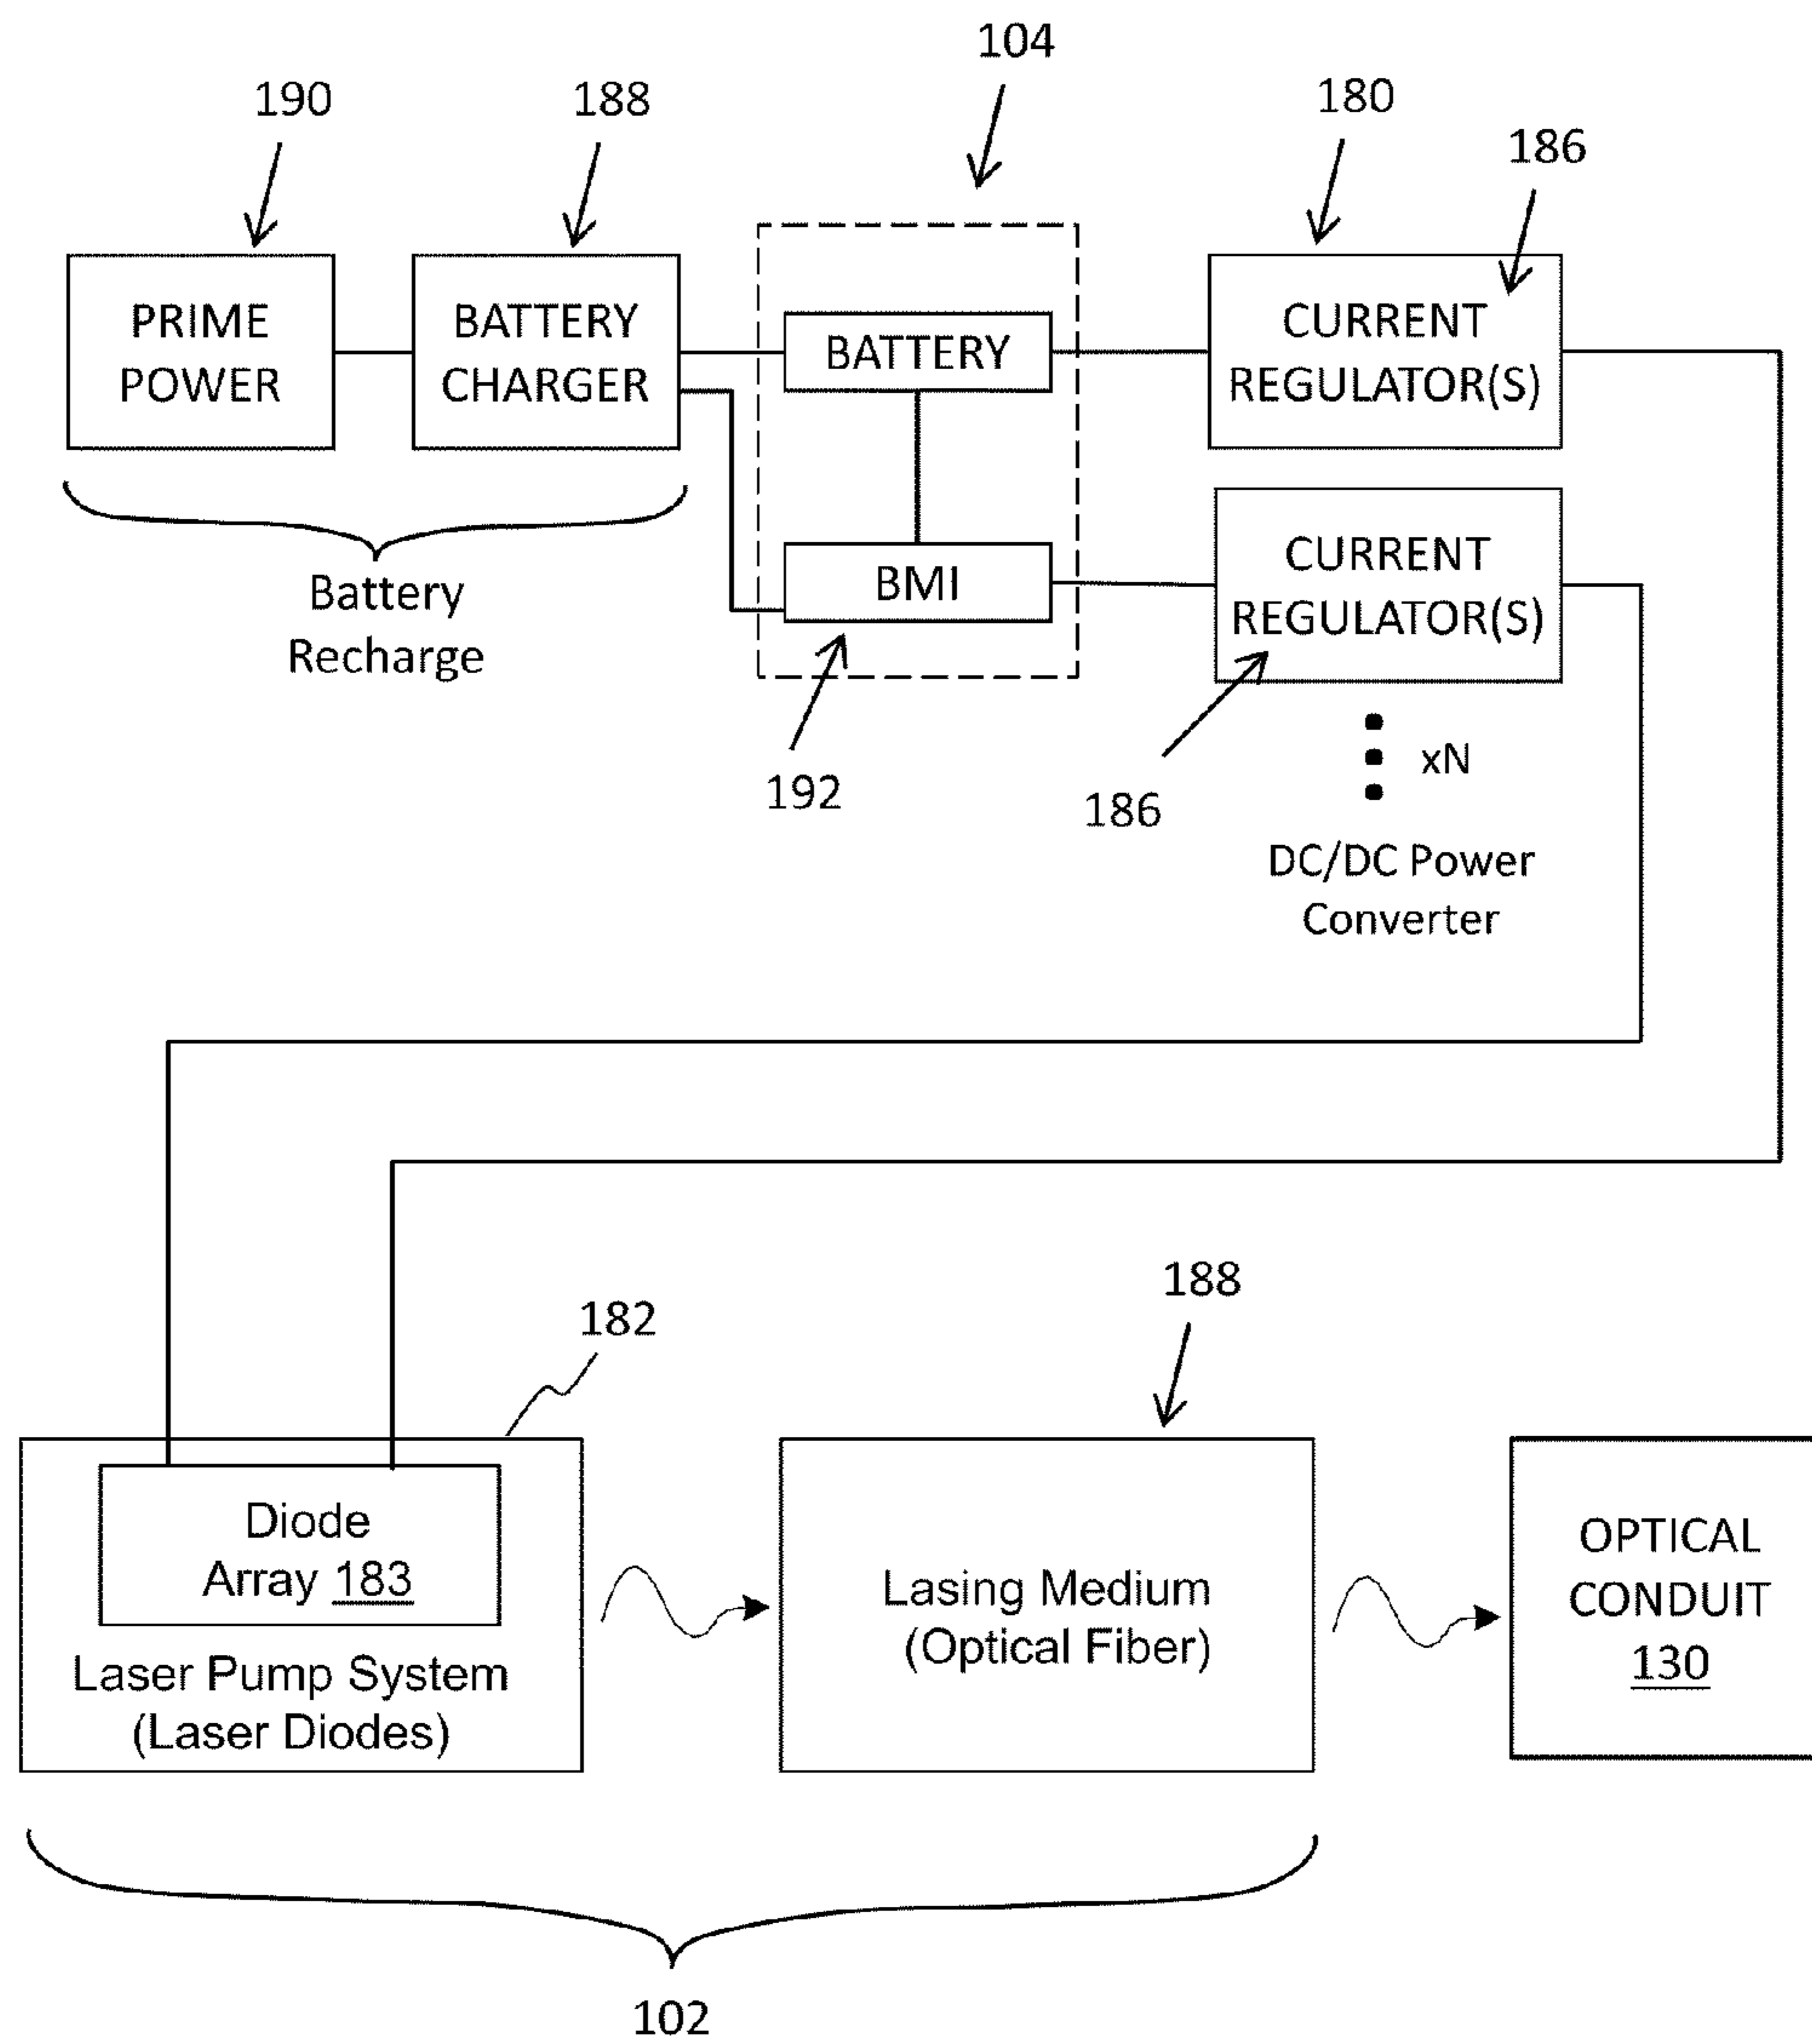 104
190
188
180
186
PRIME
POWER
BATTERY
CHARGER
BATTERY
CURRENT
REGULATOR(S)
BMI
CURRENT
REGULATOR(S)
Battery
Recharge
192
186
xN
DC/DC Power
Converter
182
188
Diode
Array 183
Laser Pump System
(Laser Diodes)
Lasing Medium
(Optical Fiber)
OPTICAL
CONDUIT
130
102